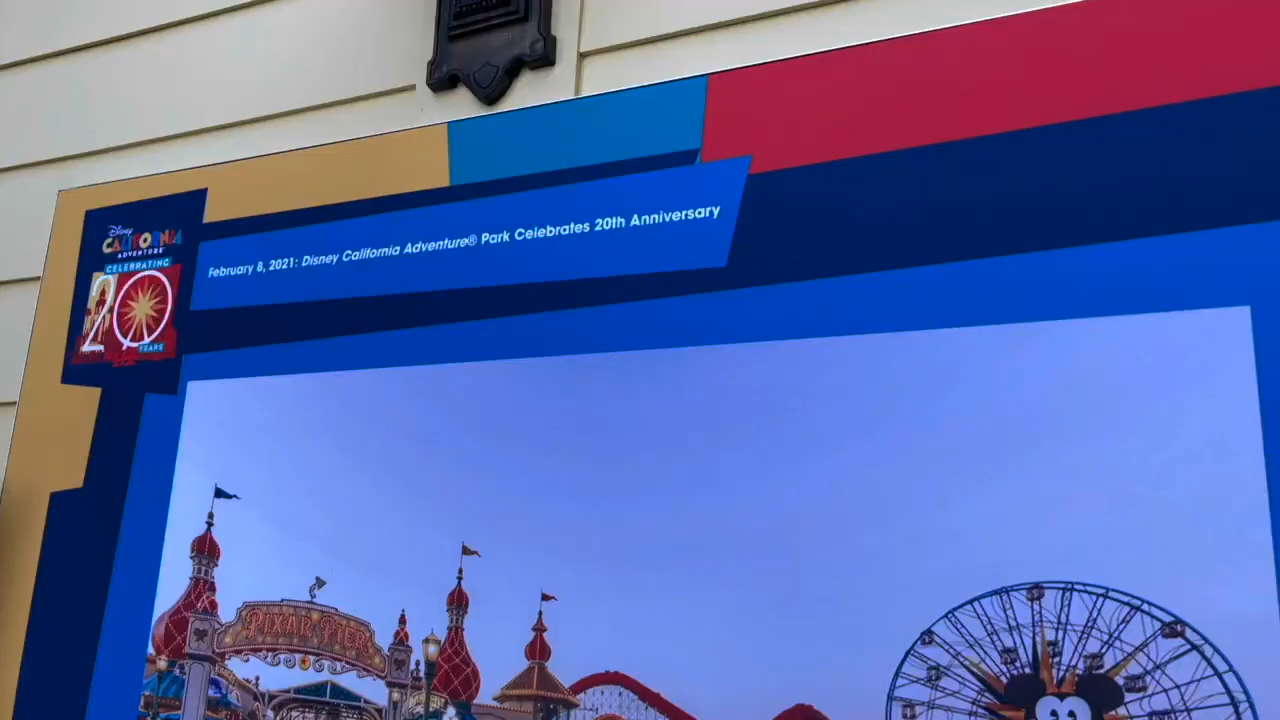 February 8, 2021: Disney California Adventure® Park Celebrates 20th Anniversary
Disney
CALIFORNIA
ADVENTURE
CELEBRATING
20
YEARS
PIXAR PIER